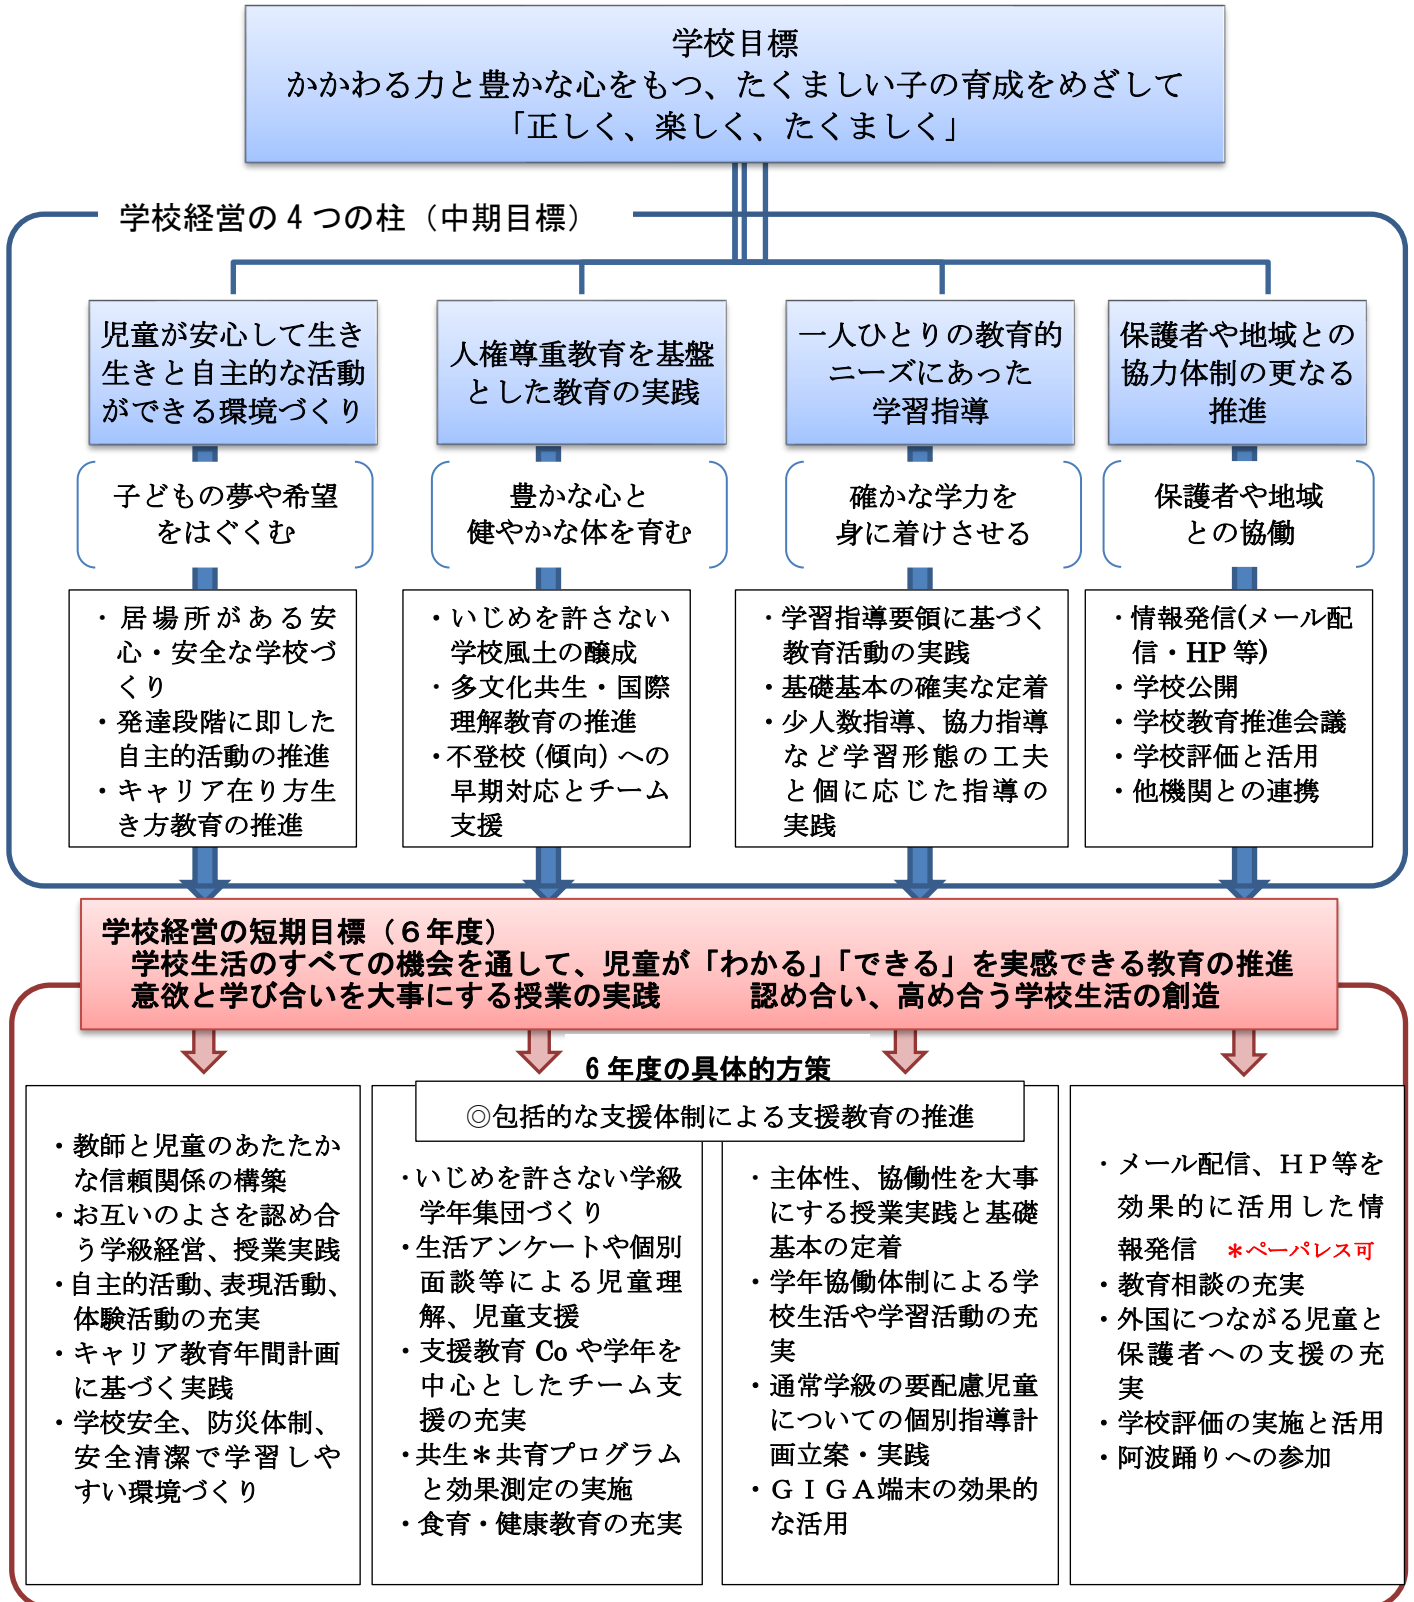 学校目標
かかわる力と豊かな心をもつ、たくましい子の育成をめざして
「正しく、楽しく、たくましく」
学校経営の４つの柱（中期目標）
児童が安心して生き
生きと自主的な活動
ができる環境づくり
人権尊重教育を基盤
とした教育の実践
一人ひとりの教育的
ニーズにあった
学習指導
保護者や地域との
協力体制の更なる
推進
子どもの夢や希望
をはぐくむ
豊かな心と
健やかな体を育む
確かな学力を
身に着けさせる
保護者や地域
との協働
・居場所がある安
心・安全な学校づ
くり
・発達段階に即した
自主的活動の推進
・キャリア在り方生
き方教育の推進
・いじめを許さない
学校風土の醸成
・多文化共生・国際
理解教育の推進
・不登校（傾向）への
早期対応とチーム
支援
・学習指導要領に基づく
教育活動の実践
・基礎基本の確実な定着
・少人数指導、協力指導
など学習形態の工夫
と個に応じた指導の
実践
・情報発信(メール配
信・HP 等)
・学校公開
・学校教育推進会議
・学校評価と活用
・他機関との連携
学校経営の短期目標（６年度）
学校生活のすべての機会を通して、児童が「わかる」「できる」を実感できる教育の推進
意欲と学び合いを大事にする授業の実践　　　認め合い、高め合う学校生活の創造
6 年度の具体的方策
◎包括的な支援体制による支援教育の推進
・教師と児童のあたたか
な信頼関係の構築
・お互いのよさを認め合
う学級経営、授業実践
・自主的活動、表現活動、
体験活動の充実
・キャリア教育年間計画
に基づく実践
・学校安全、防災体制、
安全清潔で学習しや
すい環境づくり
・いじめを許さない学級
学年集団づくり
・生活アンケートや個別
面談等による児童理
解、児童支援
・支援教育 Co や学年を
中心としたチーム支
援の充実
・共生＊共育プログラム
と効果測定の実施
・食育・健康教育の充実
・主体性、協働性を大事
にする授業実践と基礎
基本の定着
・学年協働体制による学
校生活や学習活動の充
実
・通常学級の要配慮児童
についての個別指導計
画立案・実践
・ＧＩＧＡ端末の効果的
な活用
・メール配信、ＨＰ等を
効果的に活用した情
報発信　＊ペーパレス可
・教育相談の充実
・外国につながる児童と
保護者への支援の充
実
・学校評価の実施と活用
・阿波踊りへの参加